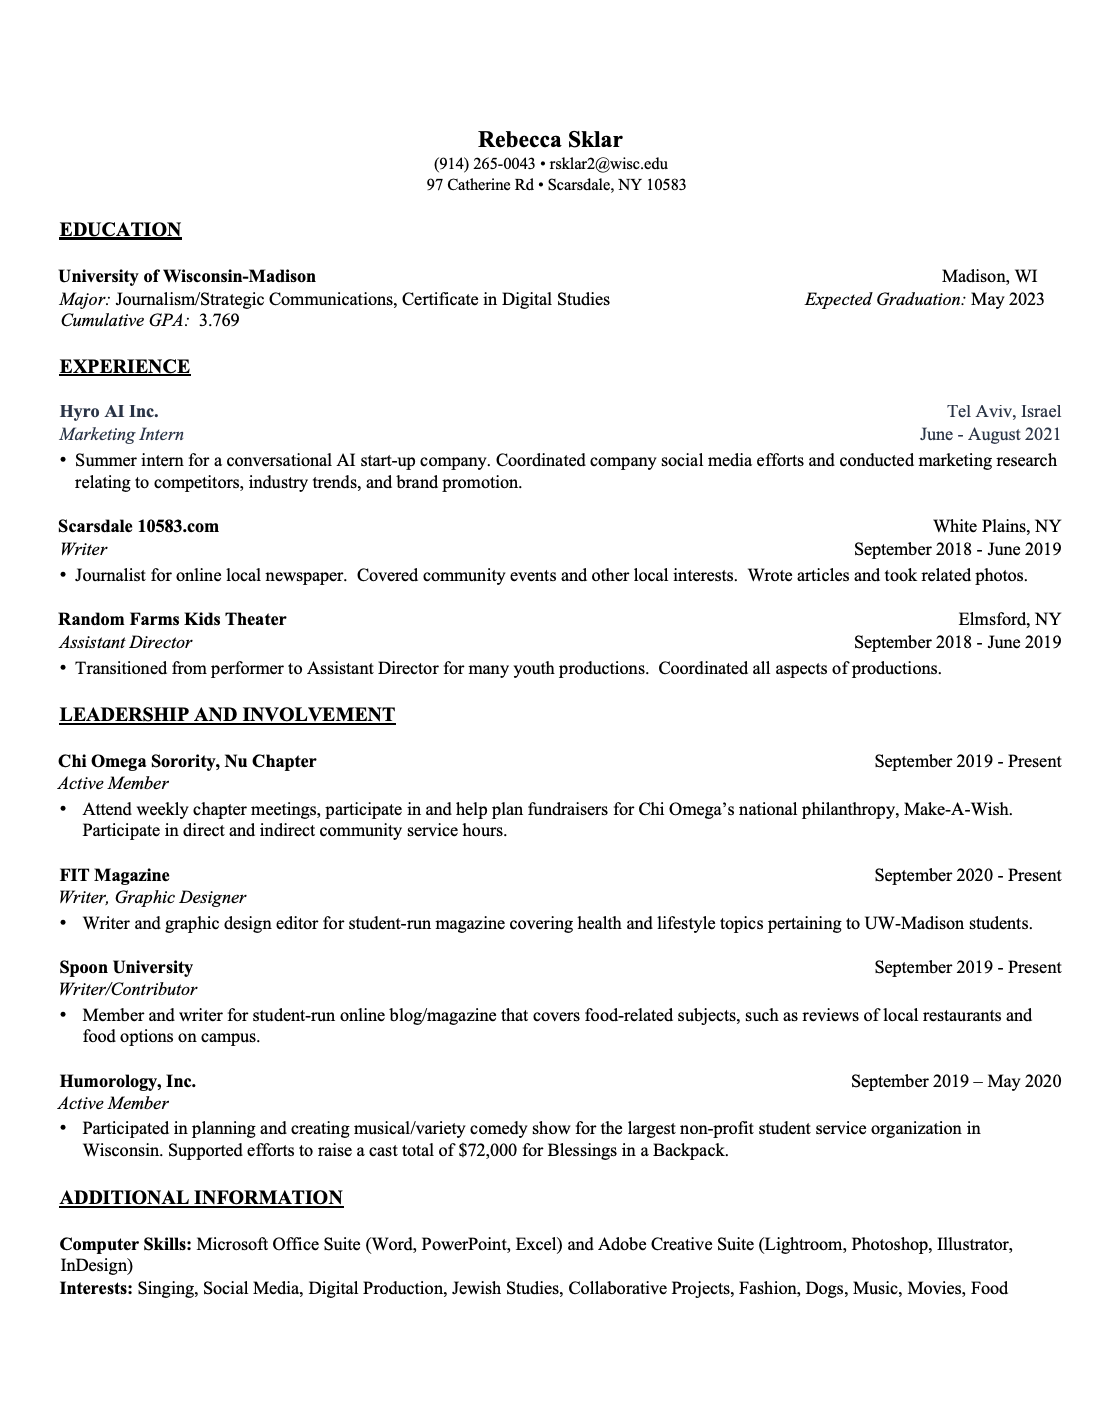 Rebecca Sklar
(914) 265-0043 • rsklar2@wisc.edu
97 Catherine Rd • Scarsdale, NY 10583
EDUCATION
University of Wisconsin-Madison Madison, WI
Major: Journalism/Strategic Communications, Certificate in Digital Studies Expected Graduation: May 2023
Cumulative GPA: 3.769
EXPERIENCE
Hyro AI Inc. Tel Aviv, Israel
Marketing Intern June - August 2021
• Summer intern for a conversational AI start-up company. Coordinated company social media efforts and conducted marketing research
relating to competitors, industry trends, and brand promotion.
Scarsdale 10583.com White Plains, NY
Writer September 2018 - June 2019
• Journalist for online local newspaper. Covered community events and other local interests. Wrote articles and took related photos.
Random Farms Kids Theater Elmsford, NY
Assistant Director September 2018 - June 2019
• Transitioned from performer to Assistant Director for many youth productions. Coordinated all aspects of productions.
LEADERSHIP AND INVOLVEMENT
Chi Omega Sorority, Nu Chapter September 2019 - Present
Active Member
• Attend weekly chapter meetings, participate in and help plan fundraisers for Chi Omega’s national philanthropy, Make-A-Wish.
Participate in direct and indirect community service hours.
FIT Magazine September 2020 - Present
Writer, Graphic Designer
• Writer and graphic design editor for student-run magazine covering health and lifestyle topics pertaining to UW-Madison students.
Spoon University September 2019 - Present
Writer/Contributor
• Member and writer for student-run online blog/magazine that covers food-related subjects, such as reviews of local restaurants and
food options on campus.
Humorology, Inc. September 2019 – May 2020
Active Member
• Participated in planning and creating musical/variety comedy show for the largest non-profit student service organization in
Wisconsin. Supported efforts to raise a cast total of $72,000 for Blessings in a Backpack.
ADDITIONAL INFORMATION
Computer Skills: Microsoft Office Suite (Word, PowerPoint, Excel) and Adobe Creative Suite (Lightroom, Photoshop, Illustrator,
InDesign)
Interests: Singing, Social Media, Digital Production, Jewish Studies, Collaborative Projects, Fashion, Dogs, Music, Movies, Food